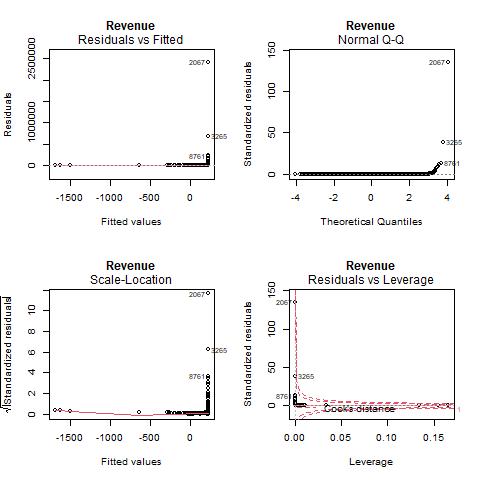 Revenue
Residuals vs Fitted
Residuals
0 1000000 2500000
2067
3265
8761
-1500 -1000 -500 0
Fitted values
Revenue
Normal Q-Q
Standardized residuals
0 50 100 150
2067
3265
8761
-4 -2 0 2 4
Theoretical Quantiles
Revenue
Scale-Location
√|Standardized residuals|
0 2 4 6 8 10
2067
3265
8761
-1500 -1000 -500 0
Fitted values
Revenue
Residuals vs Leverage
Standardized residuals
0 50 100 150
2067
3265
8761
Cook's distance
0.00 0.05 0.10 0.15
Leverage